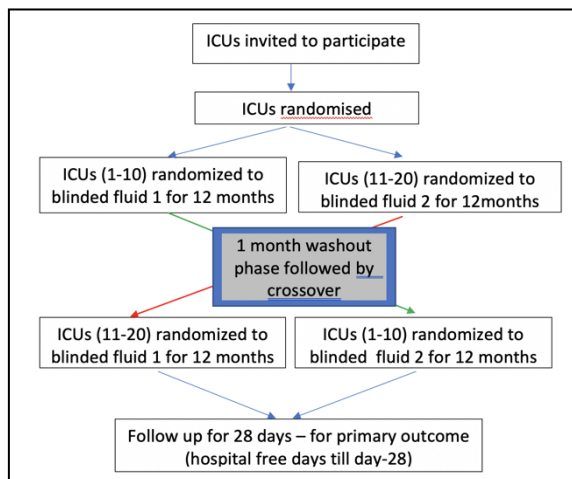 ICUs invited to participate
ICUs randomised
ICUs (1-10) randomized to
blinded fluid 1 for 12 months
ICUs (11-20) randomized to
blinded fluid 2 for 12months
1 month washout
phase followed by
crossover
ICUs (11-20) randomized to
blinded fluid 1 for 12 months
ICUs (1-10) randomized to
blinded fluid 2 for 12 months
Follow up for 28 days – for primary outcome
(hospital free days till day-28)